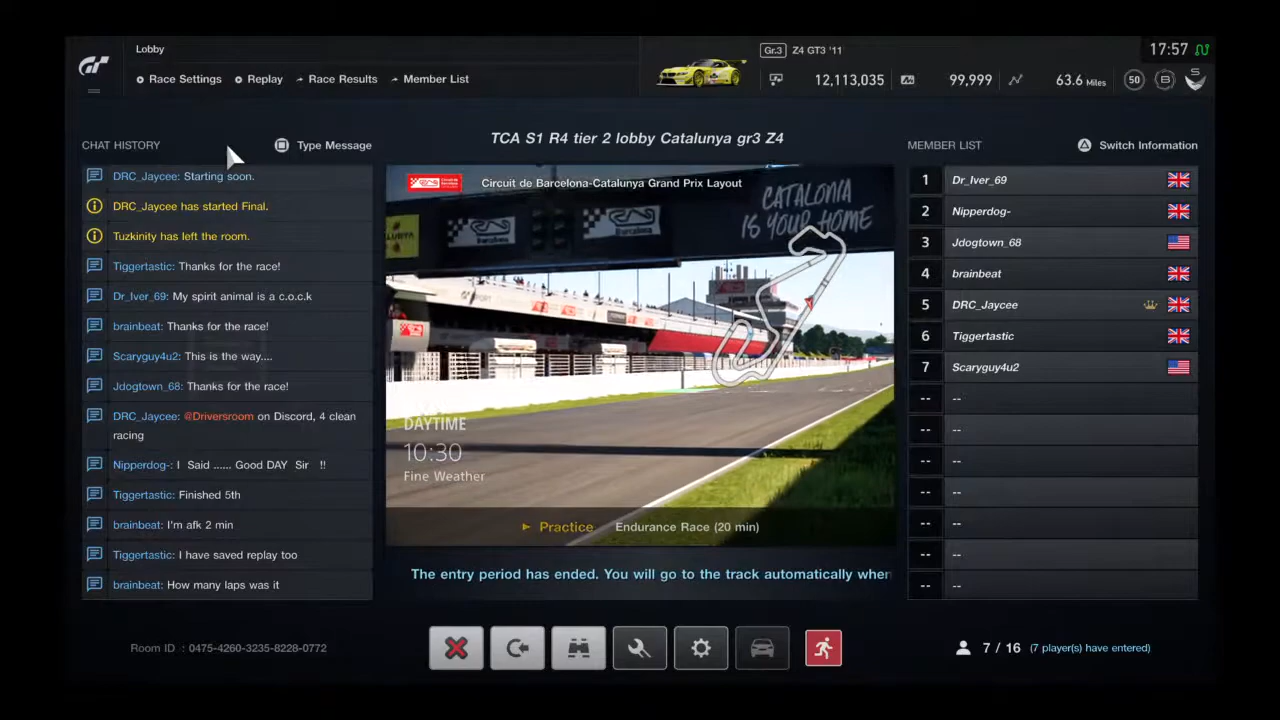 Lobby
Race Settings Replay Race Results Member List
Gr.3 Z4 GT3 '11
12,113,035 99,999 63.6 Miles 50 B S
17:57
CHAT HISTORY Type Message
DRC_Jaycee: Starting soon.
DRC_Jaycee has started Final.
Tuzkinity has left the room.
Tiggertastic: Thanks for the race!
Dr_Iver_69: My spirit animal is a c.o.c.k
brainbeat: Thanks for the race!
Scaryguy4u2: This is the way....
Jdogtown_68: Thanks for the race!
DRC_Jaycee: @Driversroom on Discord, 4 clean
racing
Nipperdog-: I Said ...... Good DAY Sir !!
Tiggertastic: Finished 5th
brainbeat: I'm afk 2 min
Tiggertastic: I have saved replay too
brainbeat: How many laps was it
Room ID : 0475-4260-3235-8228-0772
TCA S1 R4 tier 2 lobby Catalunya gr3 Z4
Circuit de Barcelona-Catalunya Grand Prix Layout
CATALONIA
IS YOUR HOME
Barcelona
DAYTIME
10:30
Fine Weather
Practice Endurance Race (20 min)
The entry period has ended. You will go to the track automatically when
MEMBER LIST Switch Information
1 Dr_Iver_69
2 Nipperdog-
3 Jdogtown_68
4 brainbeat
5 DRC_Jaycee
6 Tiggertastic
7 Scaryguy4u2
-- --
-- --
-- --
-- --
-- --
-- --
-- --
7 / 16 (7 player(s) have entered)